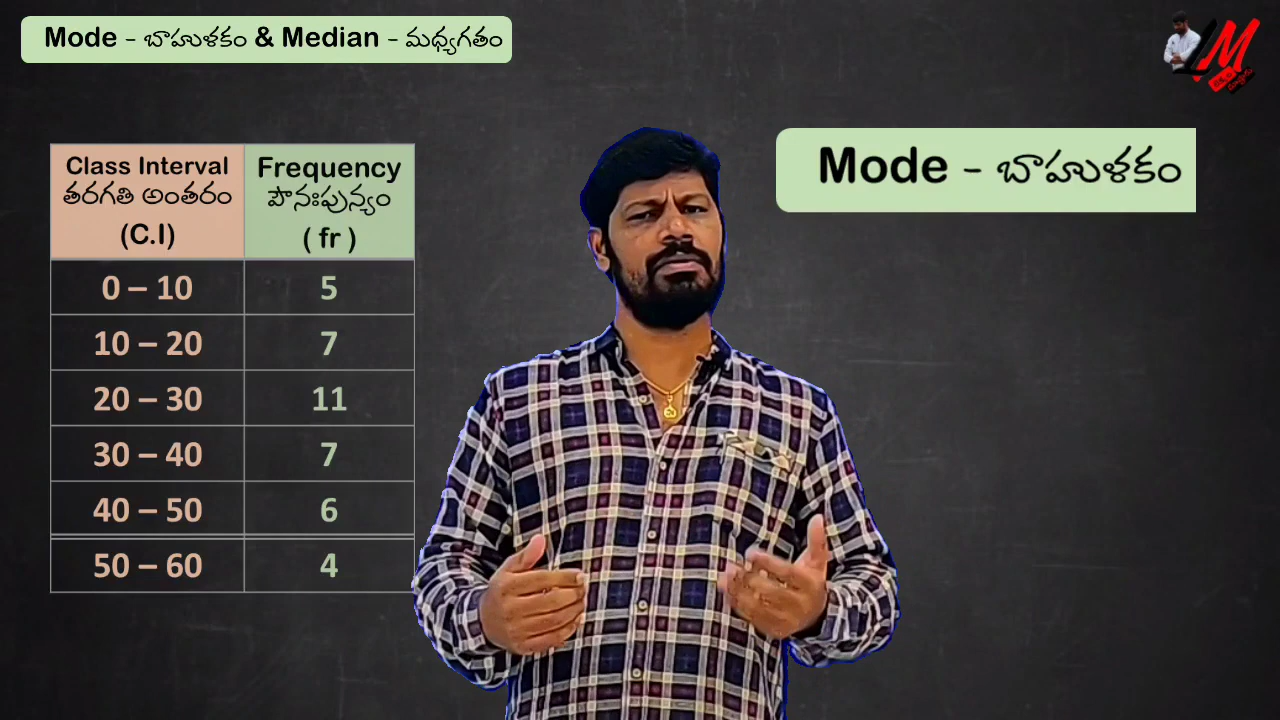 Mode - బాహుళకం & Median - మధ్యగతం
Mode - బాహుళకం
Class Interval
తరగతి అంతరం
(C.I)
Frequency
పౌనఃపున్యం
( fr )
0 – 10 5
10 – 20 7
20 – 30 11
30 – 40 7
40 – 50 6
50 – 60 4